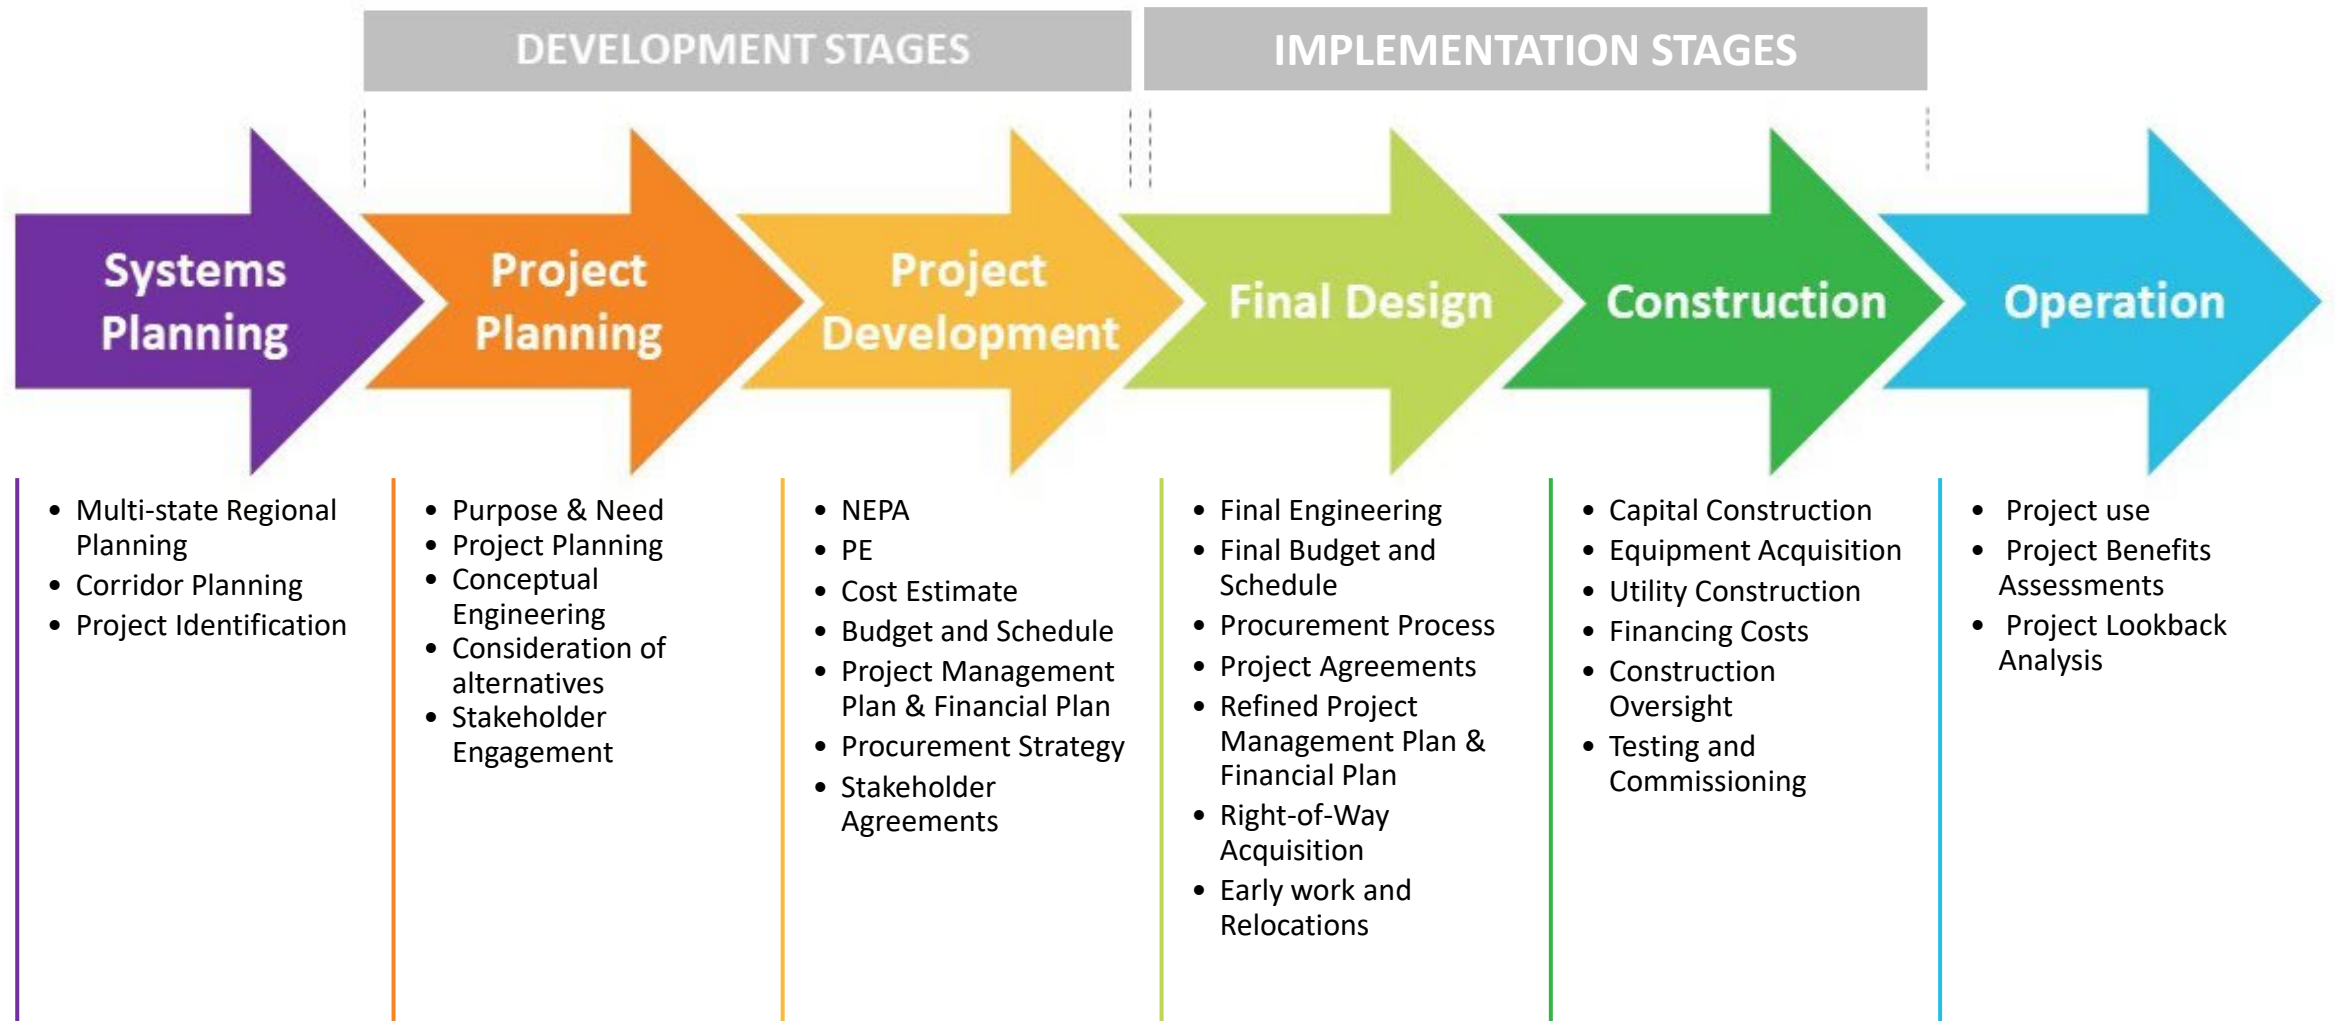 DEVELOPMENT STAGES
IMPLEMENTATION STAGES
Systems
Planning
Project
Planning
Project
Development
Final Design
Construction
Operation
• Multi-state Regional
Planning
• Corridor Planning
• Project Identification
• Purpose & Need
• Project Planning
• Conceptual
Engineering
• Consideration of
alternatives
• Stakeholder
Engagement
• NEPA
• PE
• Cost Estimate
• Budget and Schedule
• Project Management
Plan & Financial Plan
• Procurement Strategy
• Stakeholder
Agreements
• Final Engineering
• Final Budget and
Schedule
• Procurement Process
• Project Agreements
• Refined Project
Management Plan &
Financial Plan
• Right-of-Way
Acquisition
• Early work and
Relocations
• Capital Construction
• Equipment Acquisition
• Utility Construction
• Financing Costs
• Construction
Oversight
• Testing and
Commissioning
• Project use
• Project Benefits
Assessments
• Project Lookback
Analysis